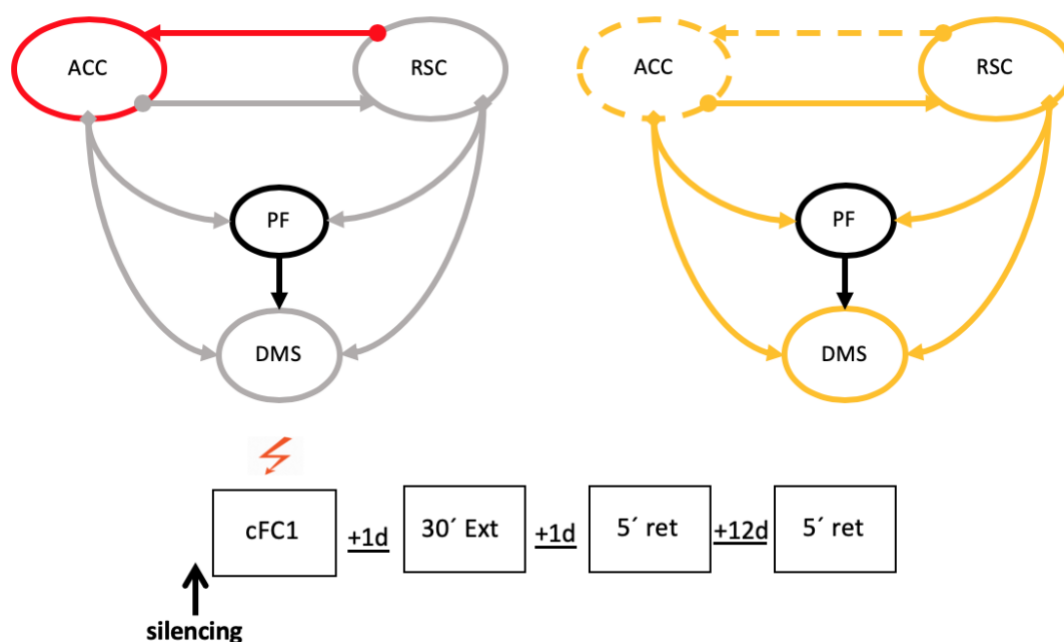 ACC
RSC
PF
DMS
ACC
RSC
PF
DMS
cFC1
+1d
30´ Ext
+1d
5´ ret
+12d
5´ ret
silencing